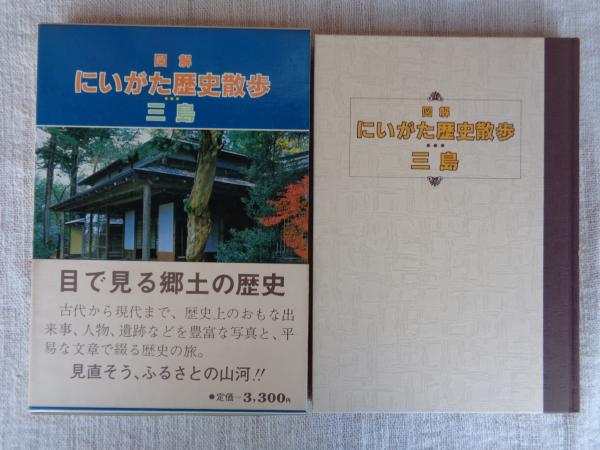 図解
にいがた歴史散歩
三島
目で見る郷土の歴史
古代から現代まで、歴史上のおもな出
来事、人物、遺跡などを豊富な写真と、平
易な文章で綴る歴史の旅。
見直そう、ふるさとの山河!!
●定価－3,300円
図解
にいがた歴史散歩
三島